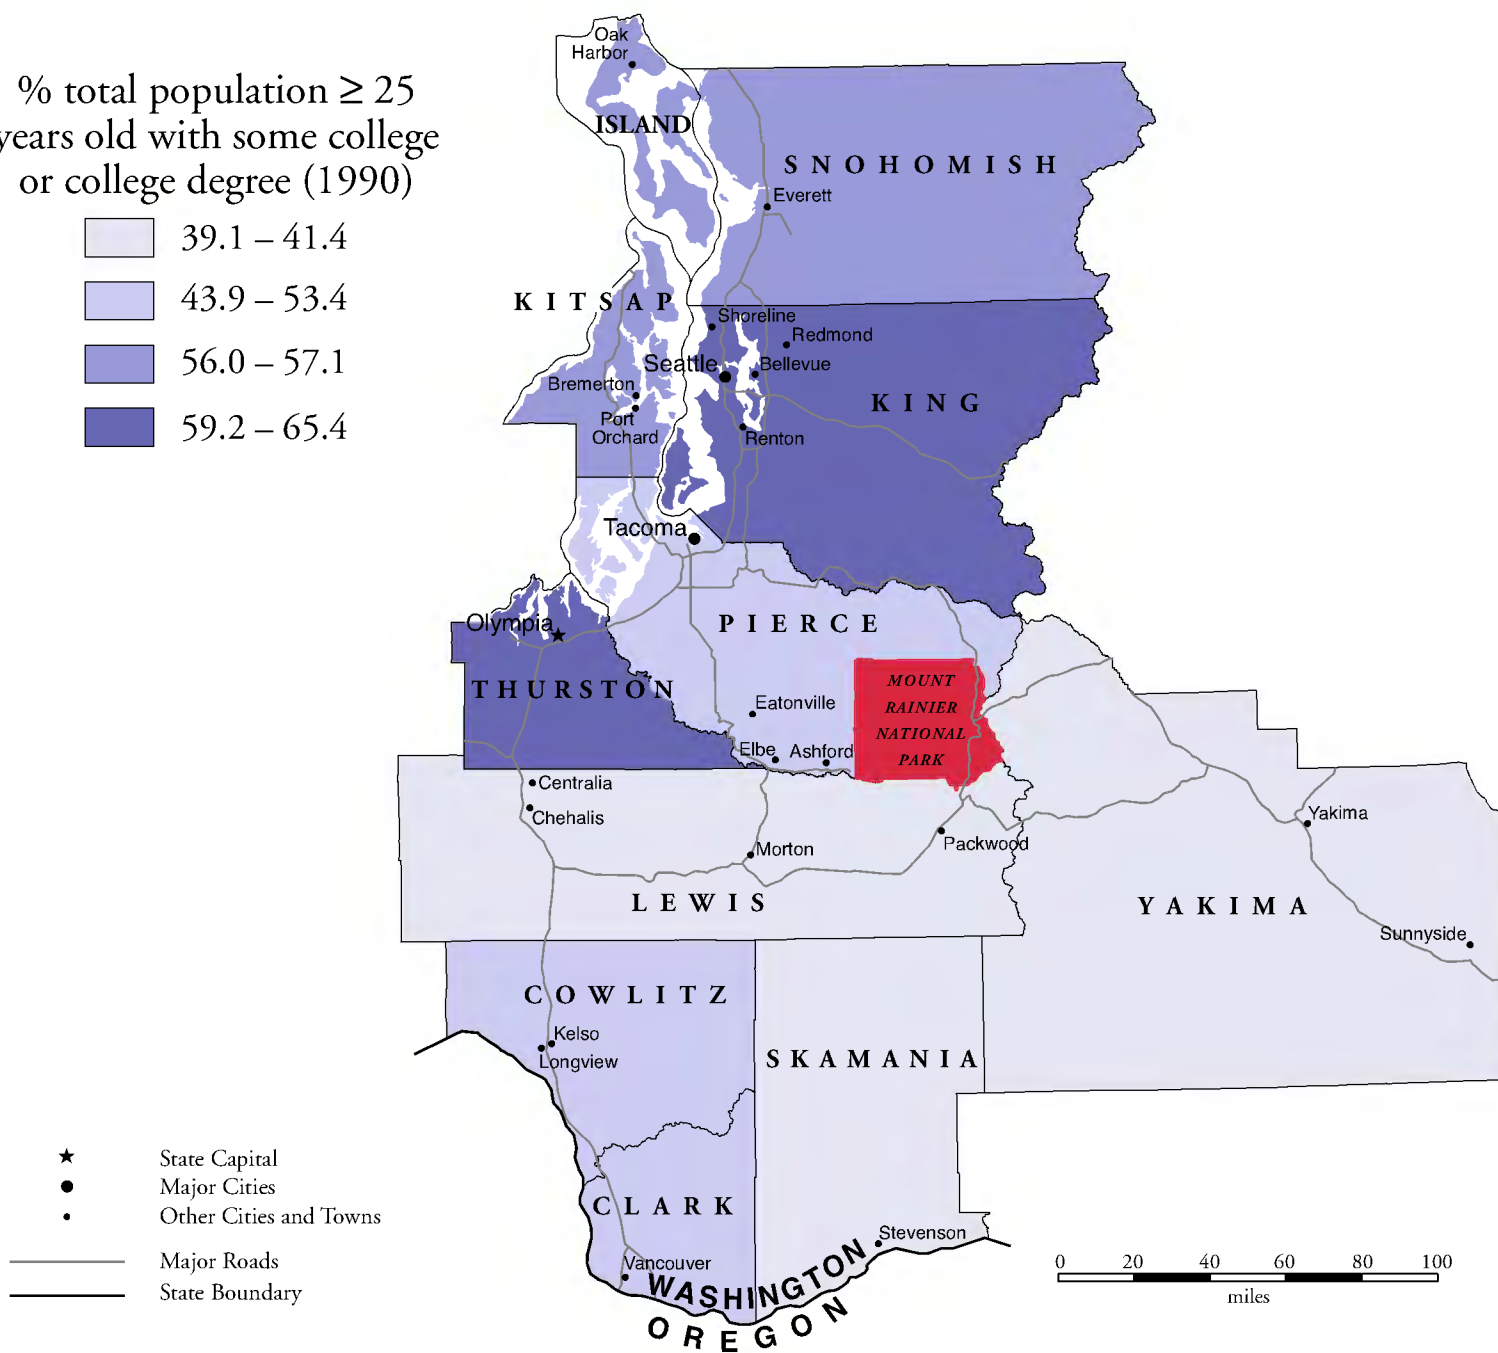 % total population ≥ 25
years old with some college
or college degree (1990)
39.1 – 41.4
43.9 – 53.4
56.0 – 57.1
59.2 – 65.4
Oak
Harbor
ISLAND
SNOHOMISH
Everett
KITSAP
Shoreline
Redmond
Seattle
Bellevue
Bremerton
KING
Port
Orchard
Renton
Tacoma
Olympia
PIERCE
THURSTON
MOUNT
RAINIER
NATIONAL
PARK
Eatonville
Elbe
Ashford
Centralia
Chehalis
Yakima
Morton
Packwood
LEWIS
YAKIMA
Sunnyside
COWLITZ
Kelso
Longview
SKAMANIA
CLARK
Stevenson
Vancouver
WASHINGTON
OREGON
State Capital
Major Cities
Other Cities and Towns
Major Roads
State Boundary
0 20 40 60 80 100
miles